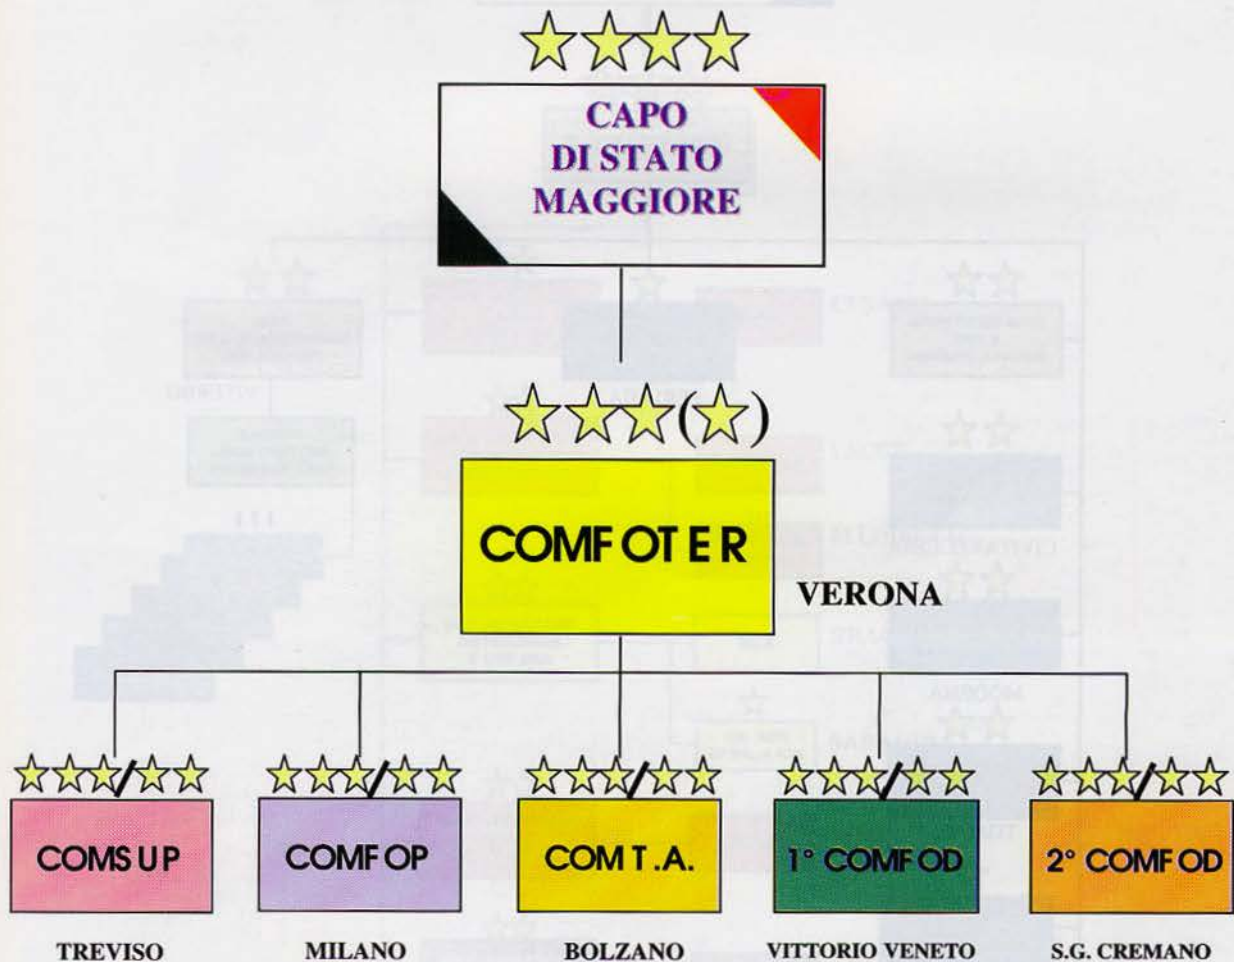 CAPO
DI STATO
MAGGIORE
COMFOTER
VERONA
COMSUP
COMFOP
COM T.A.
1° COMFOD
2° COMFOD
TREVISO
MILANO
BOLZANO
VITTORIO VENETO
S.G. CREMANO